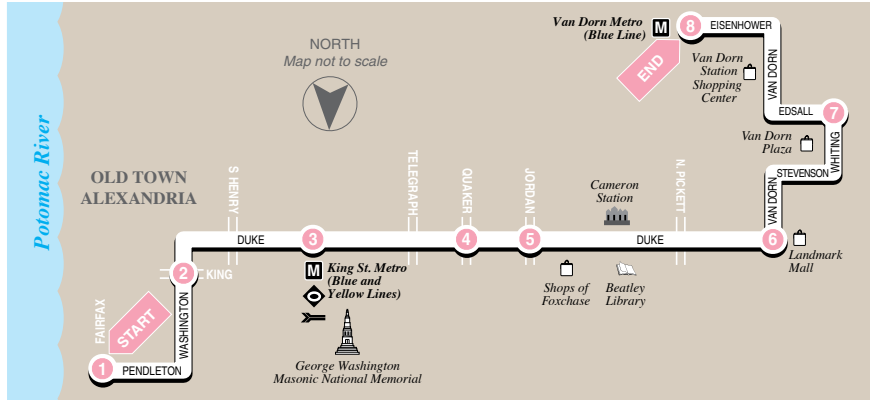 Potomac River
NORTH
Map not to scale
Van Dorn Metro
(Blue Line)
M
8
EISENHOWER
END
Van Dorn
Station
Shopping
Center
VAN DORN
EDSALL
7
Van Dorn
Plaza
WHITING
STEVENSON
VAN DORN
OLD TOWN
ALEXANDRIA
S. HENRY
TELEGRAPH
QUAKER
JORDAN
Cameron
Station
N. PICKETT
DUKE
3
4
5
DUKE
6
Landmark
Mall
2
KING
M
King St. Metro
(Blue and
Yellow Lines)
Shops of
Foxchase
Beatley
Library
FAIRFAX
START
WASHINGTON
George Washington
Masonic National Memorial
1
PENDLETON